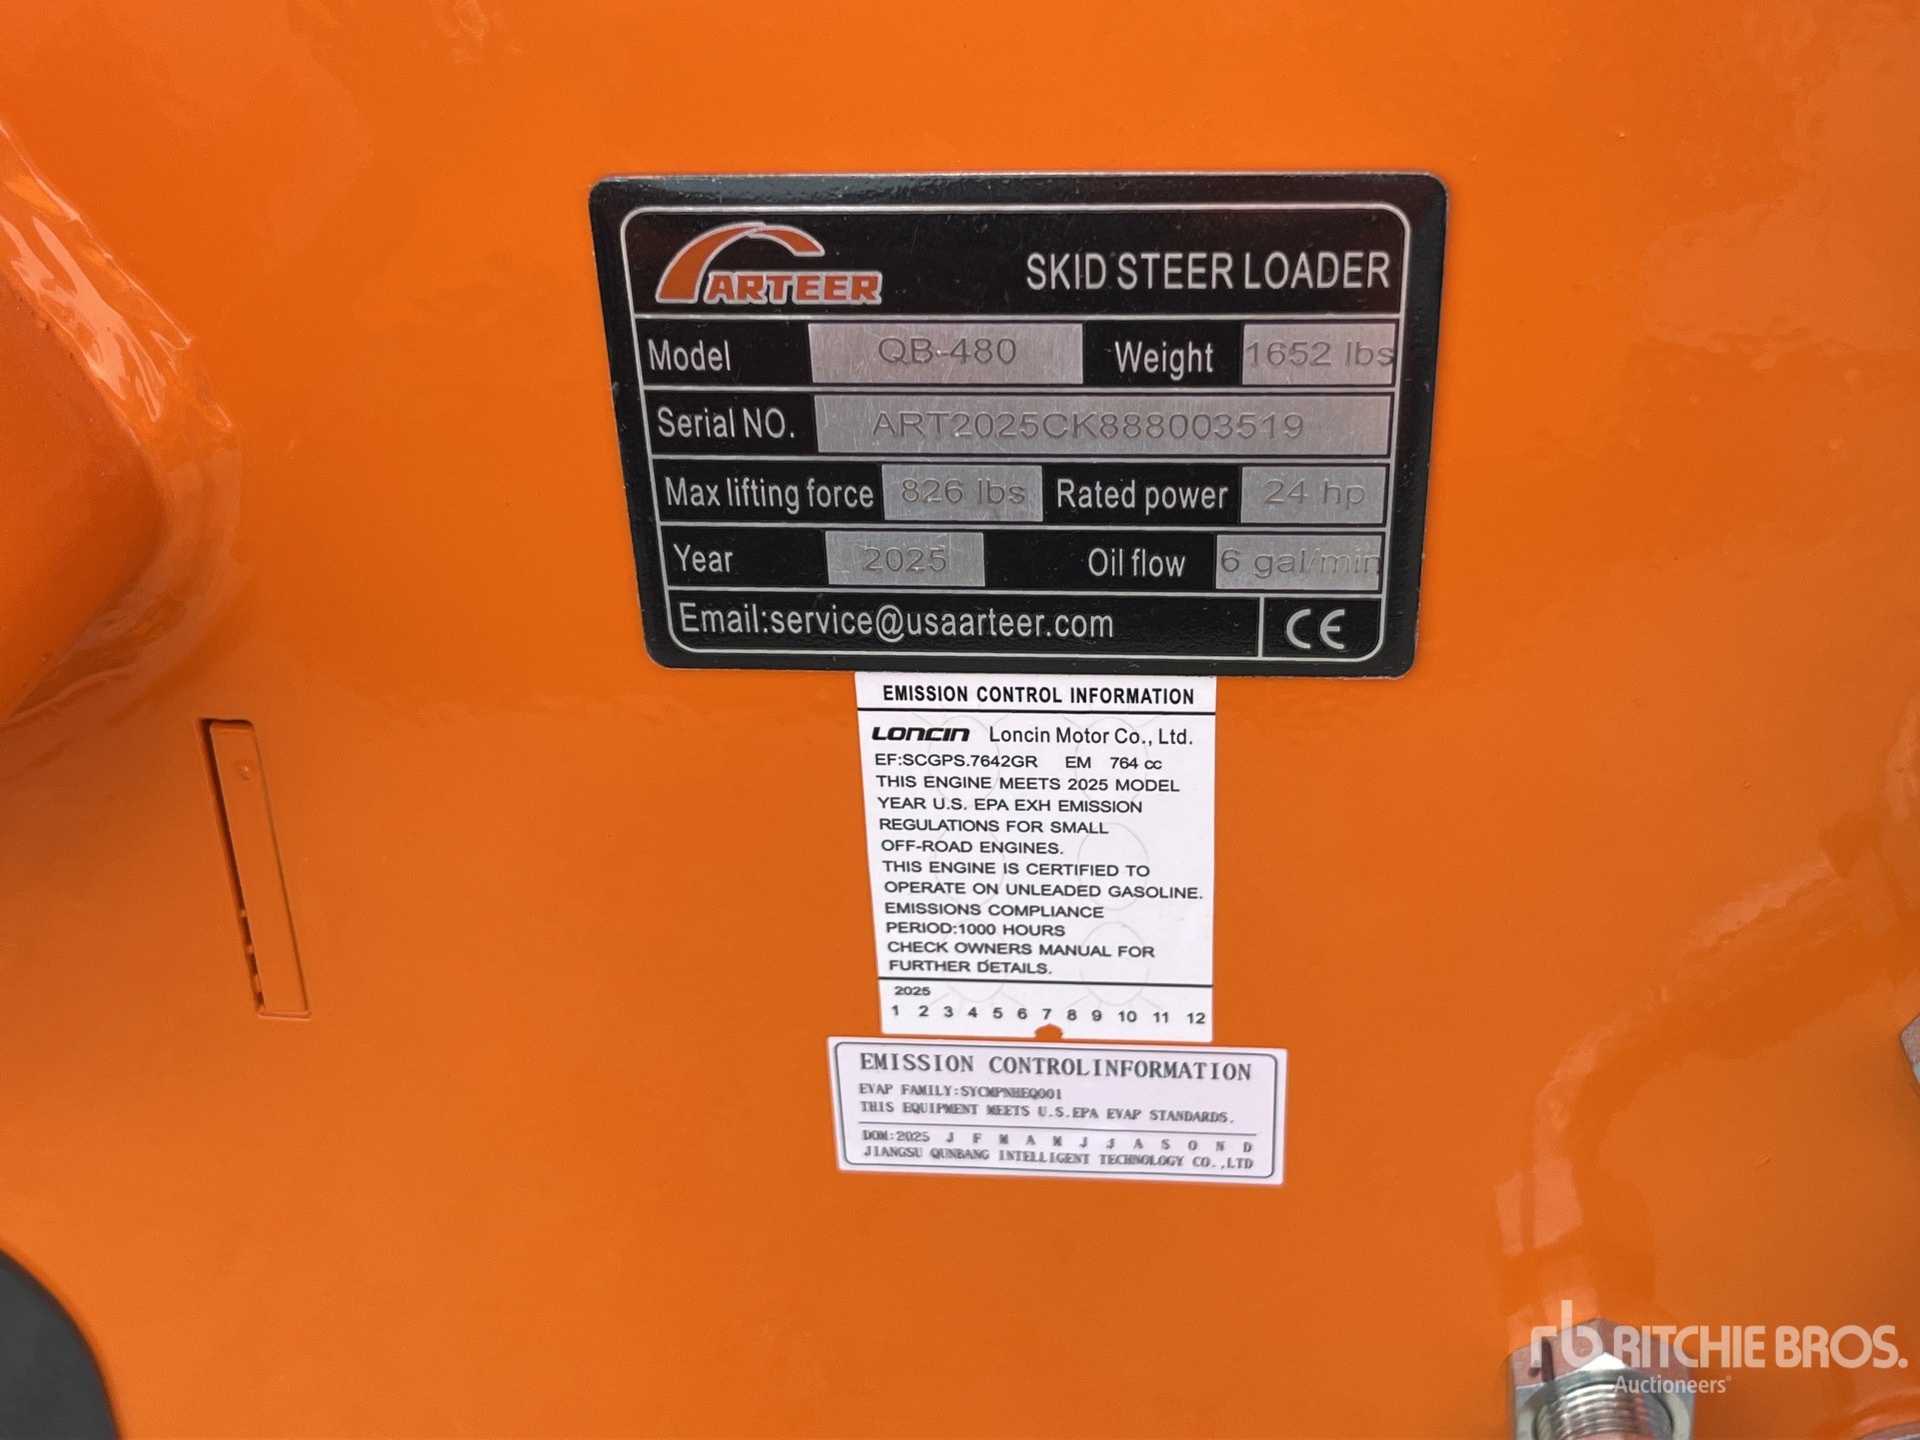 ARTEER SKID STEER LOADER
Model QB-480 Weight 1652 lbs
Serial NO. ART2025CK888003519
Max lifting force 826 lbs Rated power 24 hp
Year 2025 Oil flow 6 gal/min
Email:service@usaarteer.com CE
EMISSION CONTROL INFORMATION
LONCIN Loncin Motor Co., Ltd.
EF:SCGPS.7642GR EM 764 cc
THIS ENGINE MEETS 2025 MODEL
YEAR U.S. EPA EXH EMISSION
REGULATIONS FOR SMALL
OFF-ROAD ENGINES.
THIS ENGINE IS CERTIFIED TO
OPERATE ON UNLEADED GASOLINE.
EMISSIONS COMPLIANCE
PERIOD:1000 HOURS
CHECK OWNERS MANUAL FOR
FURTHER DETAILS.
2025
1 2 3 4 5 6 7 8 9 10 11 12
EMISSION CONTROLINFORMATION
EVAP FAMILY:SYCMPNHEQ001
THIS EQUIPMENT MEETS U.S.EPA EVAP STANDARDS.
DOM:2025 J F M A M J J A S O N D
JIANGSU QUNBANG INTELLIGENT TECHNOLOGY CO.,LTD
rb RITCHIE BROS.
Auctioneers